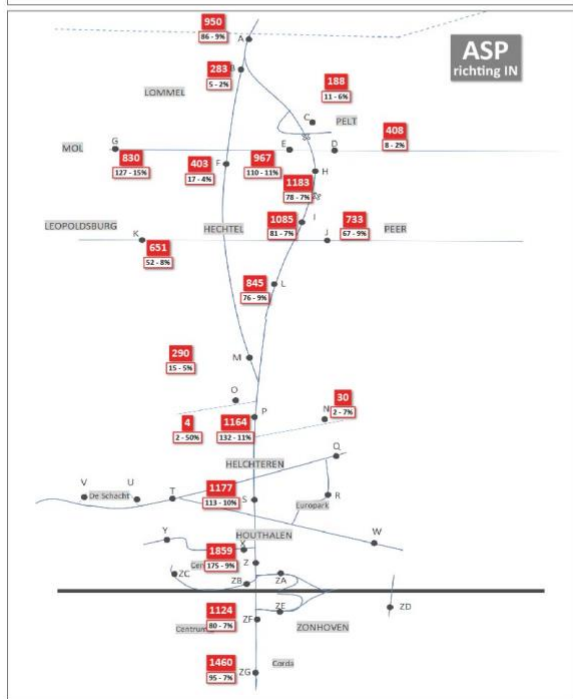 950
86 - 9%
A
ASP
richting IN
283
5 - 2%
188
11 - 6%
LOMMEL
C
PELT
G
E
D
408
8 - 2%
MOL
830
127 - 15%
403
17 - 4%
F
967
110 - 11%
H
1183
78 - 7%
LEOPOLDSBURG
K
HECHTEL
1085
81 - 7%
I
733
67 - 9%
J
PEER
651
52 - 8%
845
76 - 9%
L
290
15 - 5%
M
O
30
2 - 7%
N
4
2 - 50%
P
1164
132 - 11%
HELCHTEREN
Q
V
U
De Schacht
T
1177
113 - 10%
S
R
Europark
Y
HOUTHALEN
W
1859
175 - 9%
X
Z
ZC
ZB
ZA
1124
80 - 7%
ZE
ZD
ZF
ZONHOVEN
1460
95 - 7%
Corda
ZG